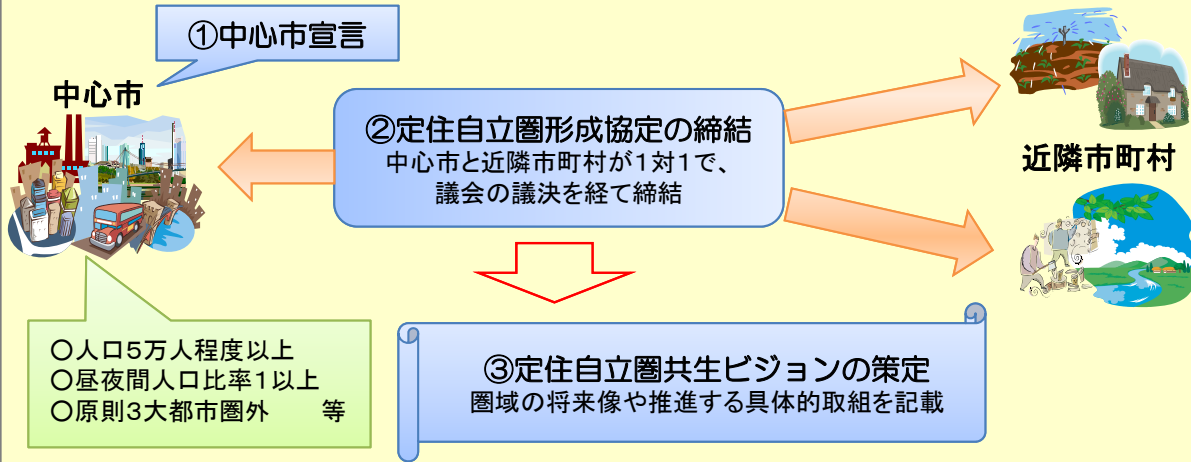 ①中心市宣言
中心市
②定住自立圏形成協定の締結
中心市と近隣市町村が１対１で、
議会の議決を経て締結
近隣市町村
○人口５万人程度以上
○昼夜間人口比率１以上
○原則３大都市圏外　　等
③定住自立圏共生ビジョンの策定
圏域の将来像や推進する具体的取組を記載